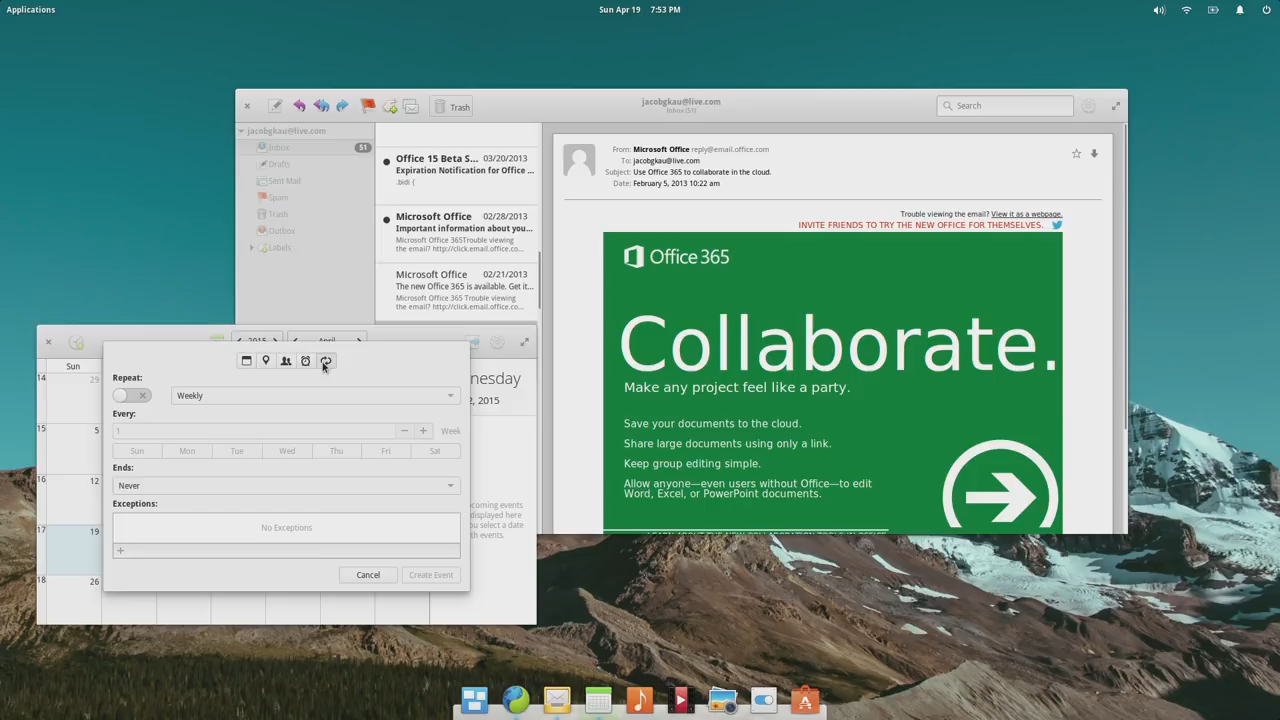 Applications
Sun Apr 19 7:53 PM
Trash
jacobgkau@live.com
Inbox (51)
Search
jacobgkau@live.com
Inbox 51
Drafts
Sent Mail
Spam
Trash
Outbox
Labels
Office 15 Beta S... 03/20/2013
Expiration Notification for Office ...
.bidi {
Microsoft Office 02/28/2013
Important information about you...
Microsoft Office 365Trouble viewing
the email? http://click.email.office.co...
Microsoft Office 02/21/2013
The new Office 365 is available. Get it...
Microsoft Office 365 Trouble viewing
the email? http://click.email.office.co...
From: Microsoft Office reply@email.office.com
To: jacobgkau@live.com
Subject: Use Office 365 to collaborate in the cloud.
Date: February 5, 2013 10:22 am
Trouble viewing the email? View it as a webpage.
INVITE FRIENDS TO TRY THE NEW OFFICE FOR THEMSELVES.
Office 365
Collaborate.
Make any project feel like a party.
Save your documents to the cloud.
Share large documents using only a link.
Keep group editing simple.
Allow anyone—even users without Office—to edit
Word, Excel, or PowerPoint documents.
2015 April
Sun
14 29
15 5
16 12
17 19
18 26
nesday
2, 2015
coming events
displayed here
u select a date
with events.
Repeat:
Weekly
Every:
1 Week
Sun Mon Tue Wed Thu Fri Sat
Ends:
Never
Exceptions:
No Exceptions
Cancel Create Event